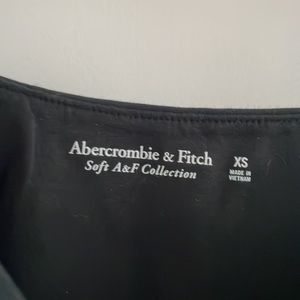 Abercrombie & Fitch
Soft A&F Collection
XS
MADE IN
VIETNAM